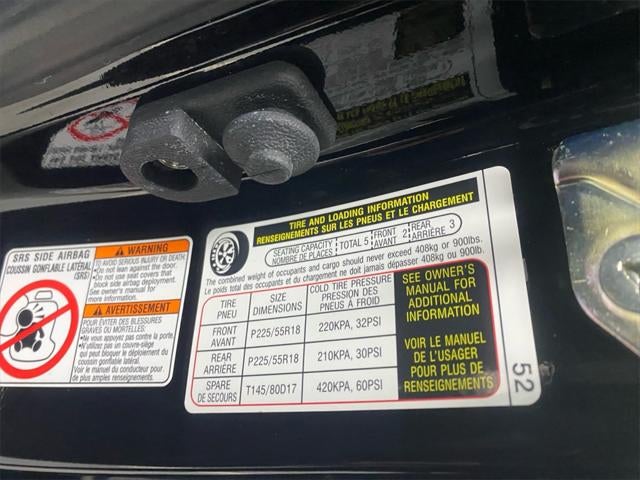 SRS SIDE AIRBAG
COUSSIN GONFLABLE LATÉRAL
(SRS)
WARNING
TO AVOID SERIOUS INJURY OR DEATH:
•Do not lean against the door.
•Do not use seat covers that
block side airbag deployment.
See owner's manual for
more information.
AVERTISSEMENT
POUR ÉVITER DES BLESSURES
GRAVES OU MORTELLES:
•Ne vous appuyez pas contre la porte.
•N'utilisez pas un couvre-siège
qui peut bloquer le déploiement du
coussin gonflable latéral.
Voir le manuel du conducteur pour
de plus amples renseignements.
TIRE AND LOADING INFORMATION
RENSEIGNEMENTS SUR LES PNEUS ET LE CHARGEMENT
SEATING CAPACITY
NOMBRE DE PLACES
TOTAL 5
FRONT
AVANT 2
REAR
ARRIÈRE 3
The combined weight of occupants and cargo should never exceed 408kg or 900lbs.
Le poids total des occupants et du chargement ne doit jamais dépasser 408kg ou 900lb.
TIRE
PNEU
SIZE
DIMENSIONS
COLD TIRE PRESSURE
PRESSION DES
PNEUS À FROID
FRONT
AVANT
P225/55R18
220KPA, 32PSI
REAR
ARRIÈRE
P225/55R18
210KPA, 30PSI
SPARE
DE SECOURS
T145/80D17
420KPA, 60PSI
SEE OWNER'S
MANUAL FOR
ADDITIONAL
INFORMATION
VOIR LE MANUEL
DE L'USAGER
POUR PLUS DE
RENSEIGNEMENTS
52